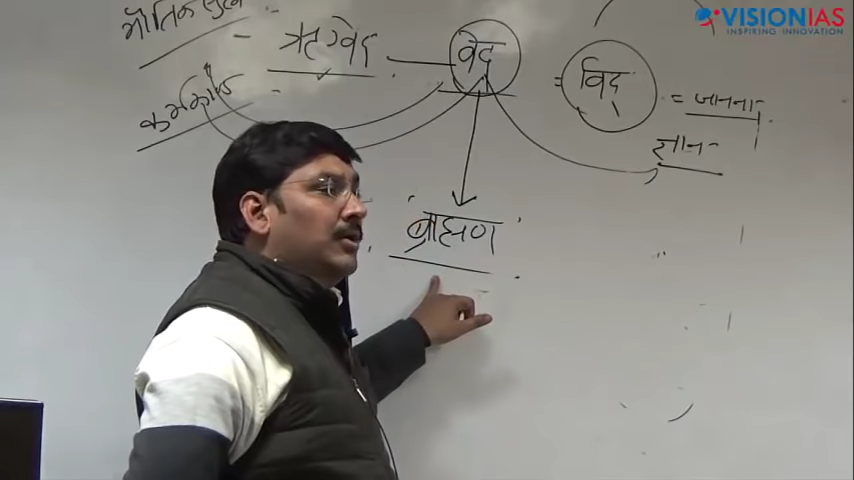 भौतिक सुख
VISIONIAS
INSPIRING INNOVATION
ऋग्वेद
वेद
= विद् = जानना
कर्मकाँड
ज्ञान
ब्राह्मण